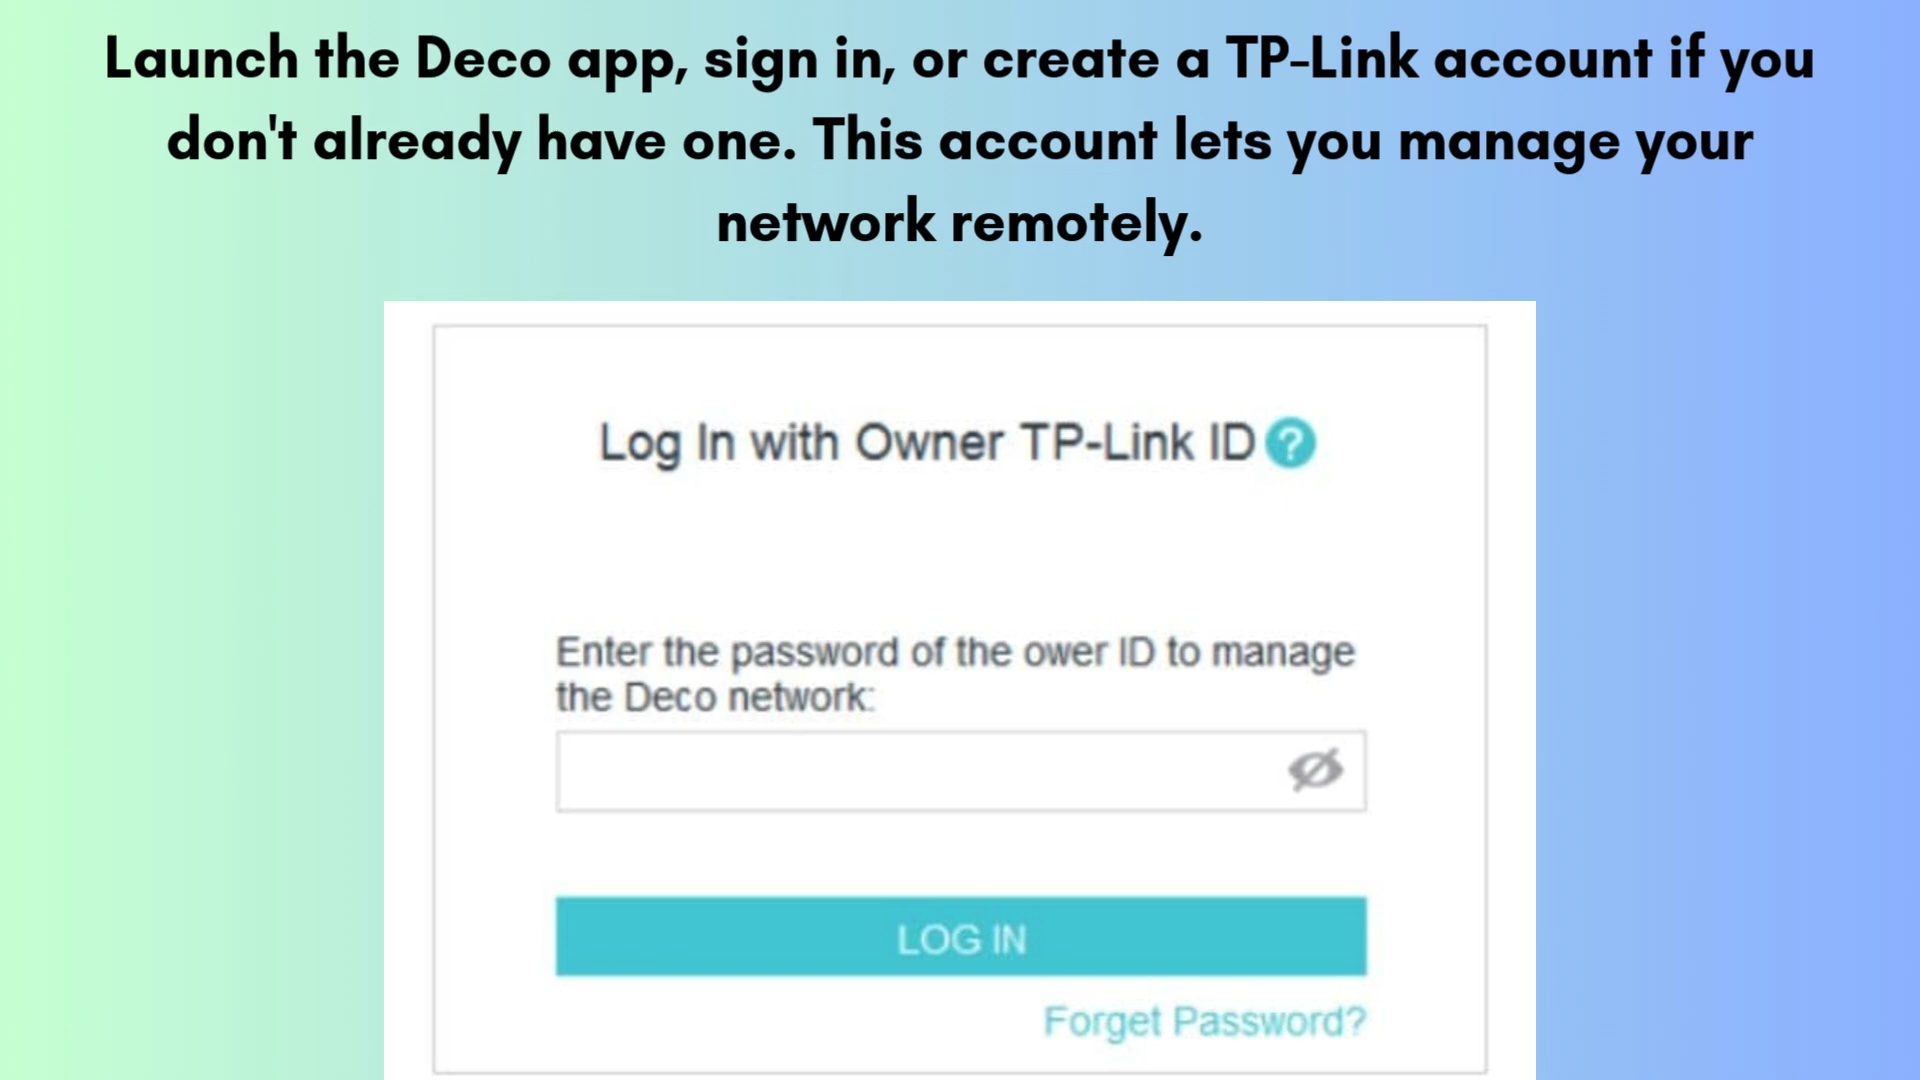 Launch the Deco app, sign in, or create a TP-Link account if you
don't already have one. This account lets you manage your
network remotely.
Log In with Owner TP-Link ID ?
Enter the password of the ower ID to manage
the Deco network:
LOG IN
Forget Password?